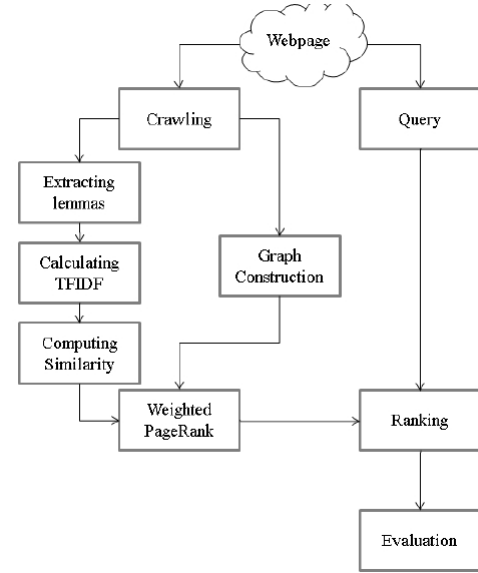 Webpage
Crawling
Query
Extracting
lemmas
Calculating
TFIDF
Graph
Construction
Computing
Similarity
Weighted
PageRank
Ranking
Evaluation